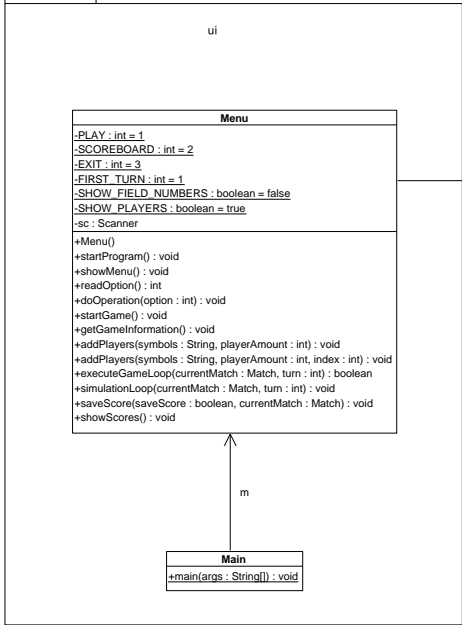 ui
Menu
-PLAY : int = 1
-SCOREBOARD : int = 2
-EXIT : int = 3
-FIRST_TURN : int = 1
-SHOW_FIELD_NUMBERS : boolean = false
-SHOW_PLAYERS : boolean = true
-sc : Scanner
+Menu()
+startProgram() : void
+showMenu() : void
+readOption() : int
+doOperation(option : int) : void
+startGame() : void
+getGameInformation() : void
+addPlayers(symbols : String, playerAmount : int) : void
+addPlayers(symbols : String, playerAmount : int, index : int) : void
+executeGameLoop(currentMatch : Match, turn : int) : boolean
+simulationLoop(currentMatch : Match, turn : int) : void
+saveScore(saveScore : boolean, currentMatch : Match) : void
+showScores() : void
m
Main
+main(args : String[]) : void